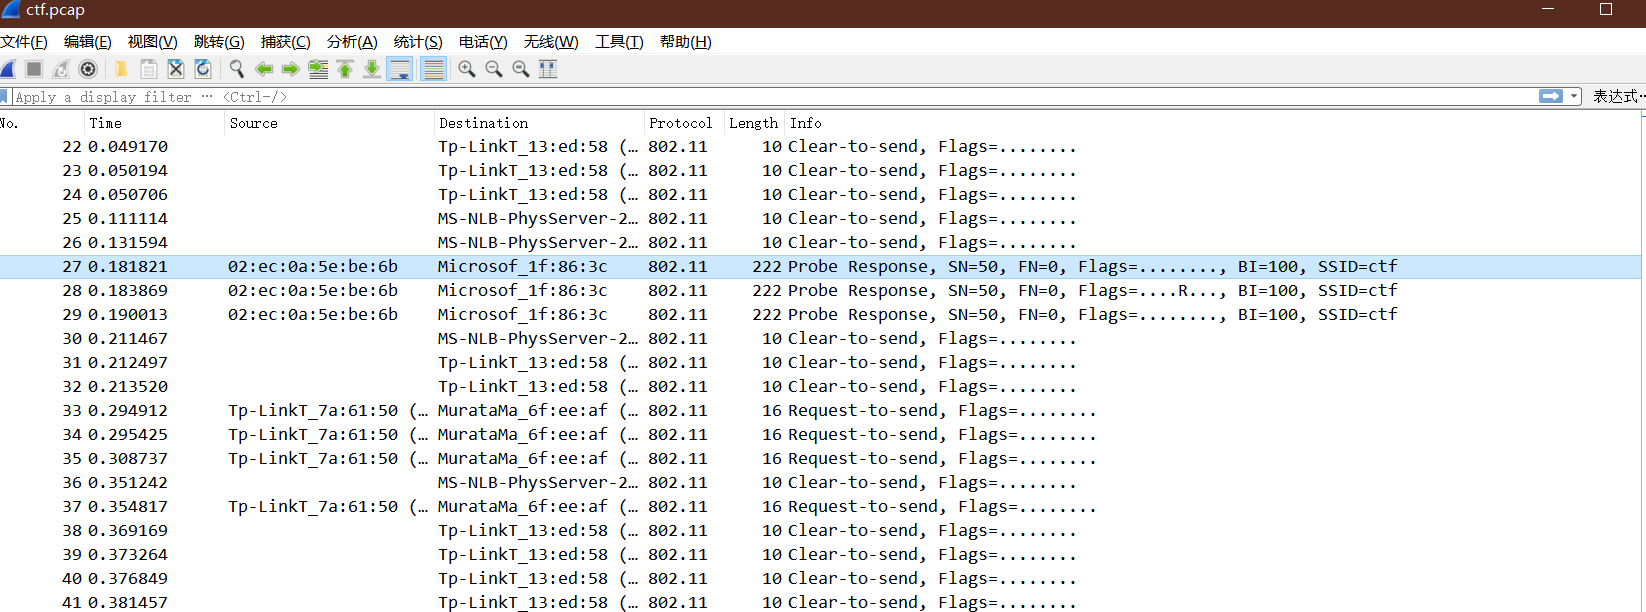 ctf.pcap
文件(F) 编辑(E) 视图(V) 跳转(G) 捕获(C) 分析(A) 统计(S) 电话(Y) 无线(W) 工具(T) 帮助(H)
Apply a display filter ··· <Ctrl-/> 表达式…
No. Time Source Destination Protocol Length Info
22 0.049170 Tp-LinkT_13:ed:58 (… 802.11 10 Clear-to-send, Flags=........
23 0.050194 Tp-LinkT_13:ed:58 (… 802.11 10 Clear-to-send, Flags=........
24 0.050706 Tp-LinkT_13:ed:58 (… 802.11 10 Clear-to-send, Flags=........
25 0.111114 MS-NLB-PhysServer-2… 802.11 10 Clear-to-send, Flags=........
26 0.131594 MS-NLB-PhysServer-2… 802.11 10 Clear-to-send, Flags=........
27 0.181821 02:ec:0a:5e:be:6b Microsof_1f:86:3c 802.11 222 Probe Response, SN=50, FN=0, Flags=........, BI=100, SSID=ctf
28 0.183869 02:ec:0a:5e:be:6b Microsof_1f:86:3c 802.11 222 Probe Response, SN=50, FN=0, Flags=....R..., BI=100, SSID=ctf
29 0.190013 02:ec:0a:5e:be:6b Microsof_1f:86:3c 802.11 222 Probe Response, SN=50, FN=0, Flags=........, BI=100, SSID=ctf
30 0.211467 MS-NLB-PhysServer-2… 802.11 10 Clear-to-send, Flags=........
31 0.212497 Tp-LinkT_13:ed:58 (… 802.11 10 Clear-to-send, Flags=........
32 0.213520 Tp-LinkT_13:ed:58 (… 802.11 10 Clear-to-send, Flags=........
33 0.294912 Tp-LinkT_7a:61:50 (… MurataMa_6f:ee:af (… 802.11 16 Request-to-send, Flags=........
34 0.295425 Tp-LinkT_7a:61:50 (… MurataMa_6f:ee:af (… 802.11 16 Request-to-send, Flags=........
35 0.308737 Tp-LinkT_7a:61:50 (… MurataMa_6f:ee:af (… 802.11 16 Request-to-send, Flags=........
36 0.351242 MS-NLB-PhysServer-2… 802.11 10 Clear-to-send, Flags=........
37 0.354817 Tp-LinkT_7a:61:50 (… MurataMa_6f:ee:af (… 802.11 16 Request-to-send, Flags=........
38 0.369169 Tp-LinkT_13:ed:58 (… 802.11 10 Clear-to-send, Flags=........
39 0.373264 Tp-LinkT_13:ed:58 (… 802.11 10 Clear-to-send, Flags=........
40 0.376849 Tp-LinkT_13:ed:58 (… 802.11 10 Clear-to-send, Flags=........
41 0.381457 Tp-LinkT_13:ed:58 (… 802.11 10 Clear-to-send, Flags=........